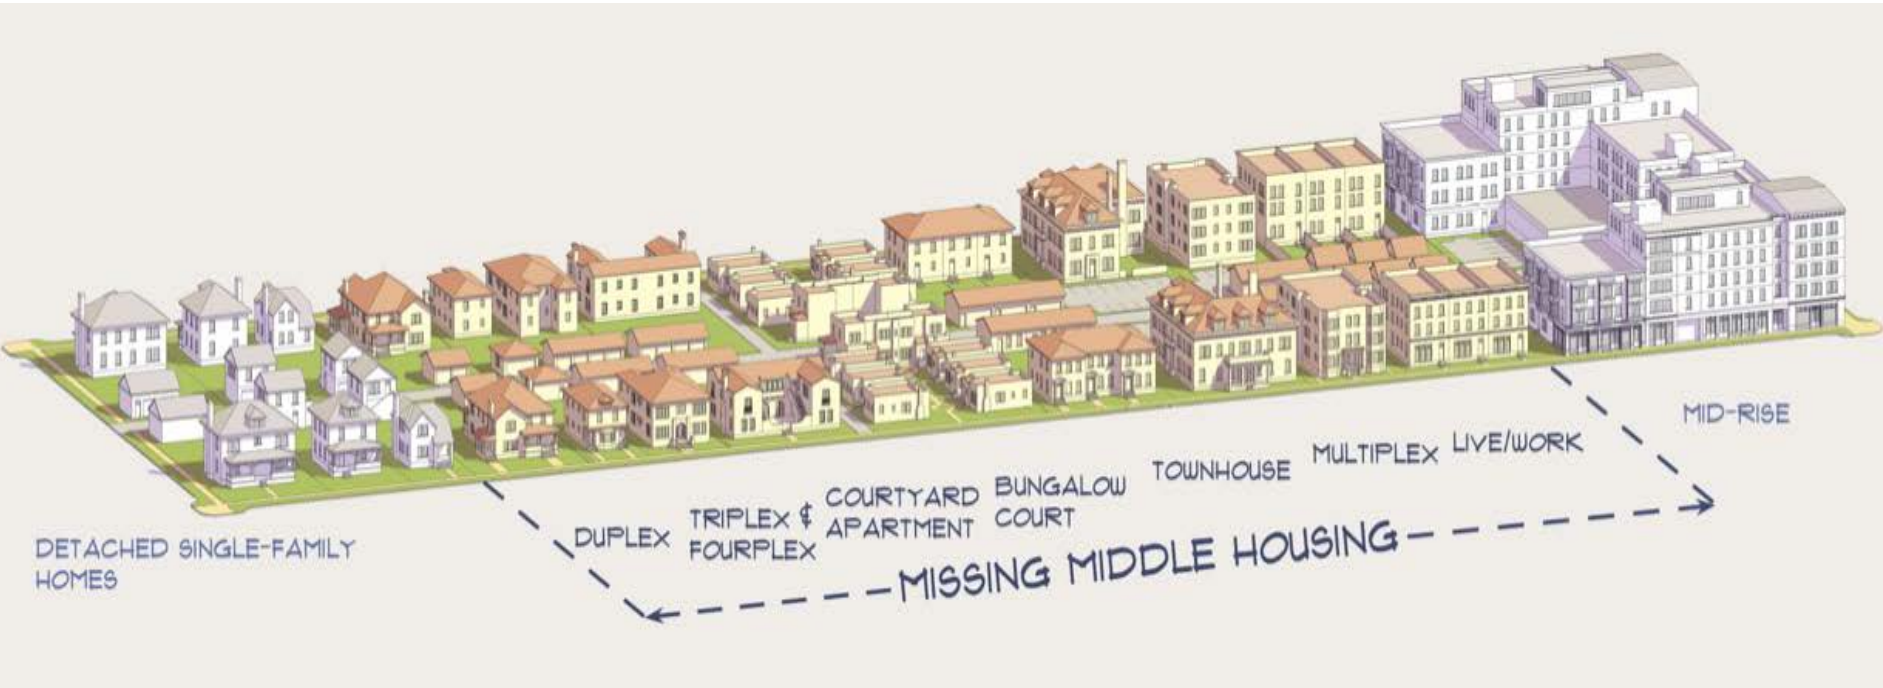 DETACHED SINGLE-FAMILY
HOMES
DUPLEX
TRIPLEX &
FOURPLEX
COURTYARD
APARTMENT
BUNGALOW
COURT
TOWNHOUSE
MULTIPLEX
LIVE/WORK
MID-RISE
MISSING MIDDLE HOUSING